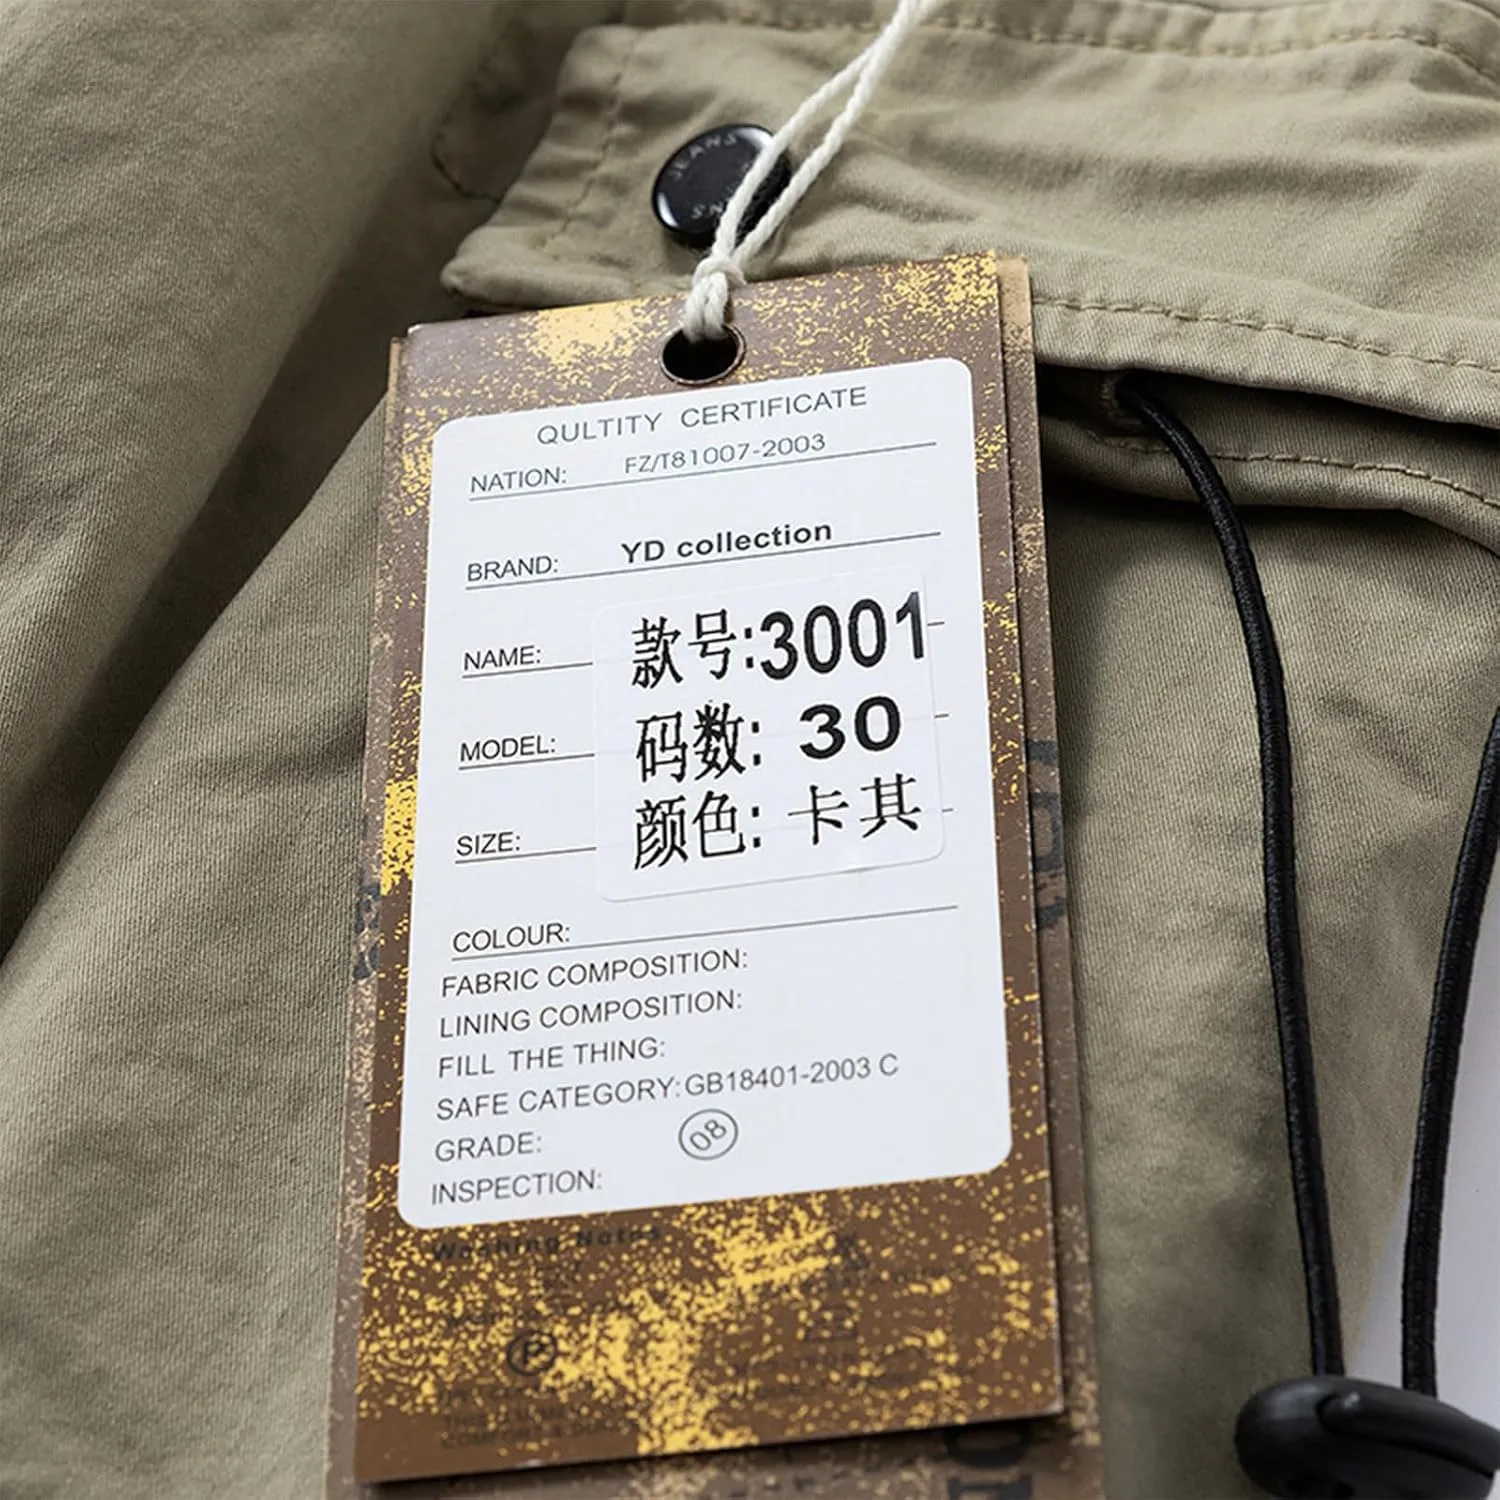 JEANS
QULTITY CERTIFICATE
NATION: FZ/T81007-2003
BRAND: YD collection
NAME:
款号:3001
MODEL:
码数: 30
SIZE:
颜色: 卡其
COLOUR:
FABRIC COMPOSITION:
LINING COMPOSITION:
FILL THE THING:
SAFE CATEGORY:GB18401-2003 C
GRADE:
08
INSPECTION:
Washing Notes
P